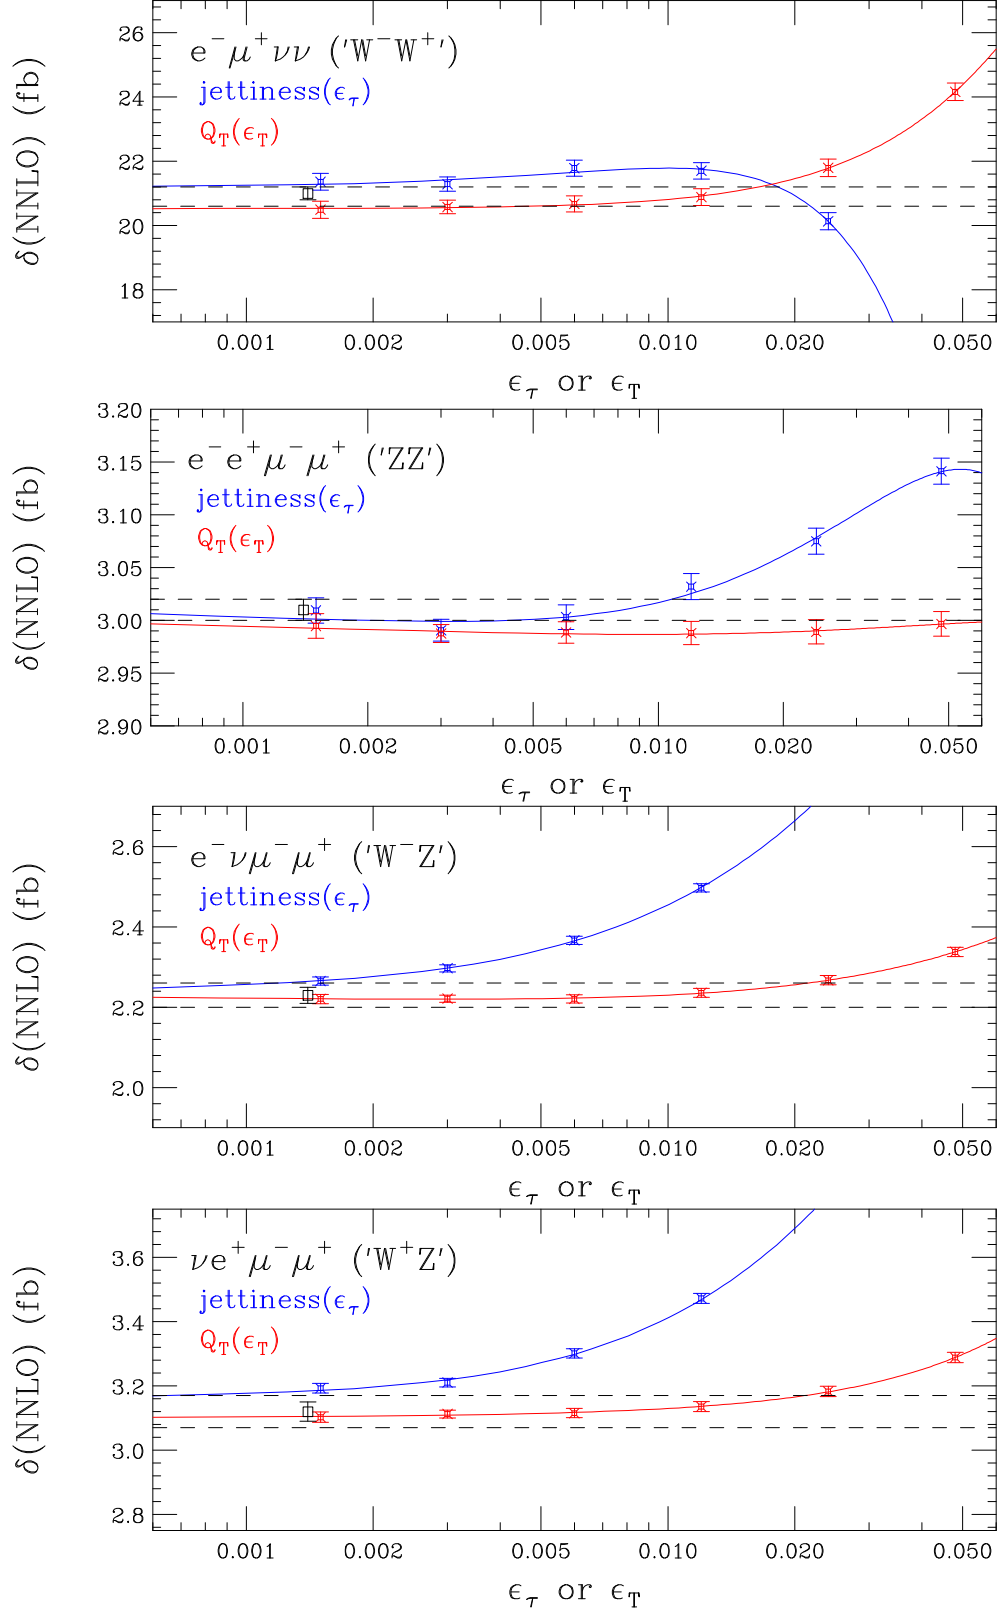 26
24
22
20
18
δ(NNLO) (fb)
e⁻μ⁺νν ('W⁻W⁺')
jettiness(ϵ_τ)
Q_T(ϵ_T)
0.001 0.002 0.005 0.010 0.020 0.050
ϵ_τ or ϵ_T
3.20
3.15
3.10
3.05
3.00
2.95
2.90
δ(NNLO) (fb)
e⁻e⁺μ⁻μ⁺ ('ZZ')
jettiness(ϵ_τ)
Q_T(ϵ_T)
0.001 0.002 0.005 0.010 0.020 0.050
ϵ_τ or ϵ_T
2.6
2.4
2.2
2.0
δ(NNLO) (fb)
e⁻νμ⁻μ⁺ ('W⁻Z')
jettiness(ϵ_τ)
Q_T(ϵ_T)
0.001 0.002 0.005 0.010 0.020 0.050
ϵ_τ or ϵ_T
3.6
3.4
3.2
3.0
2.8
δ(NNLO) (fb)
νe⁺μ⁻μ⁺ ('W⁺Z')
jettiness(ϵ_τ)
Q_T(ϵ_T)
0.001 0.002 0.005 0.010 0.020 0.050
ϵ_τ or ϵ_T